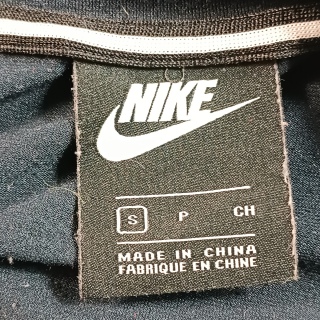 NIKE
S P CH
MADE IN CHINA
FABRIQUE EN CHINE